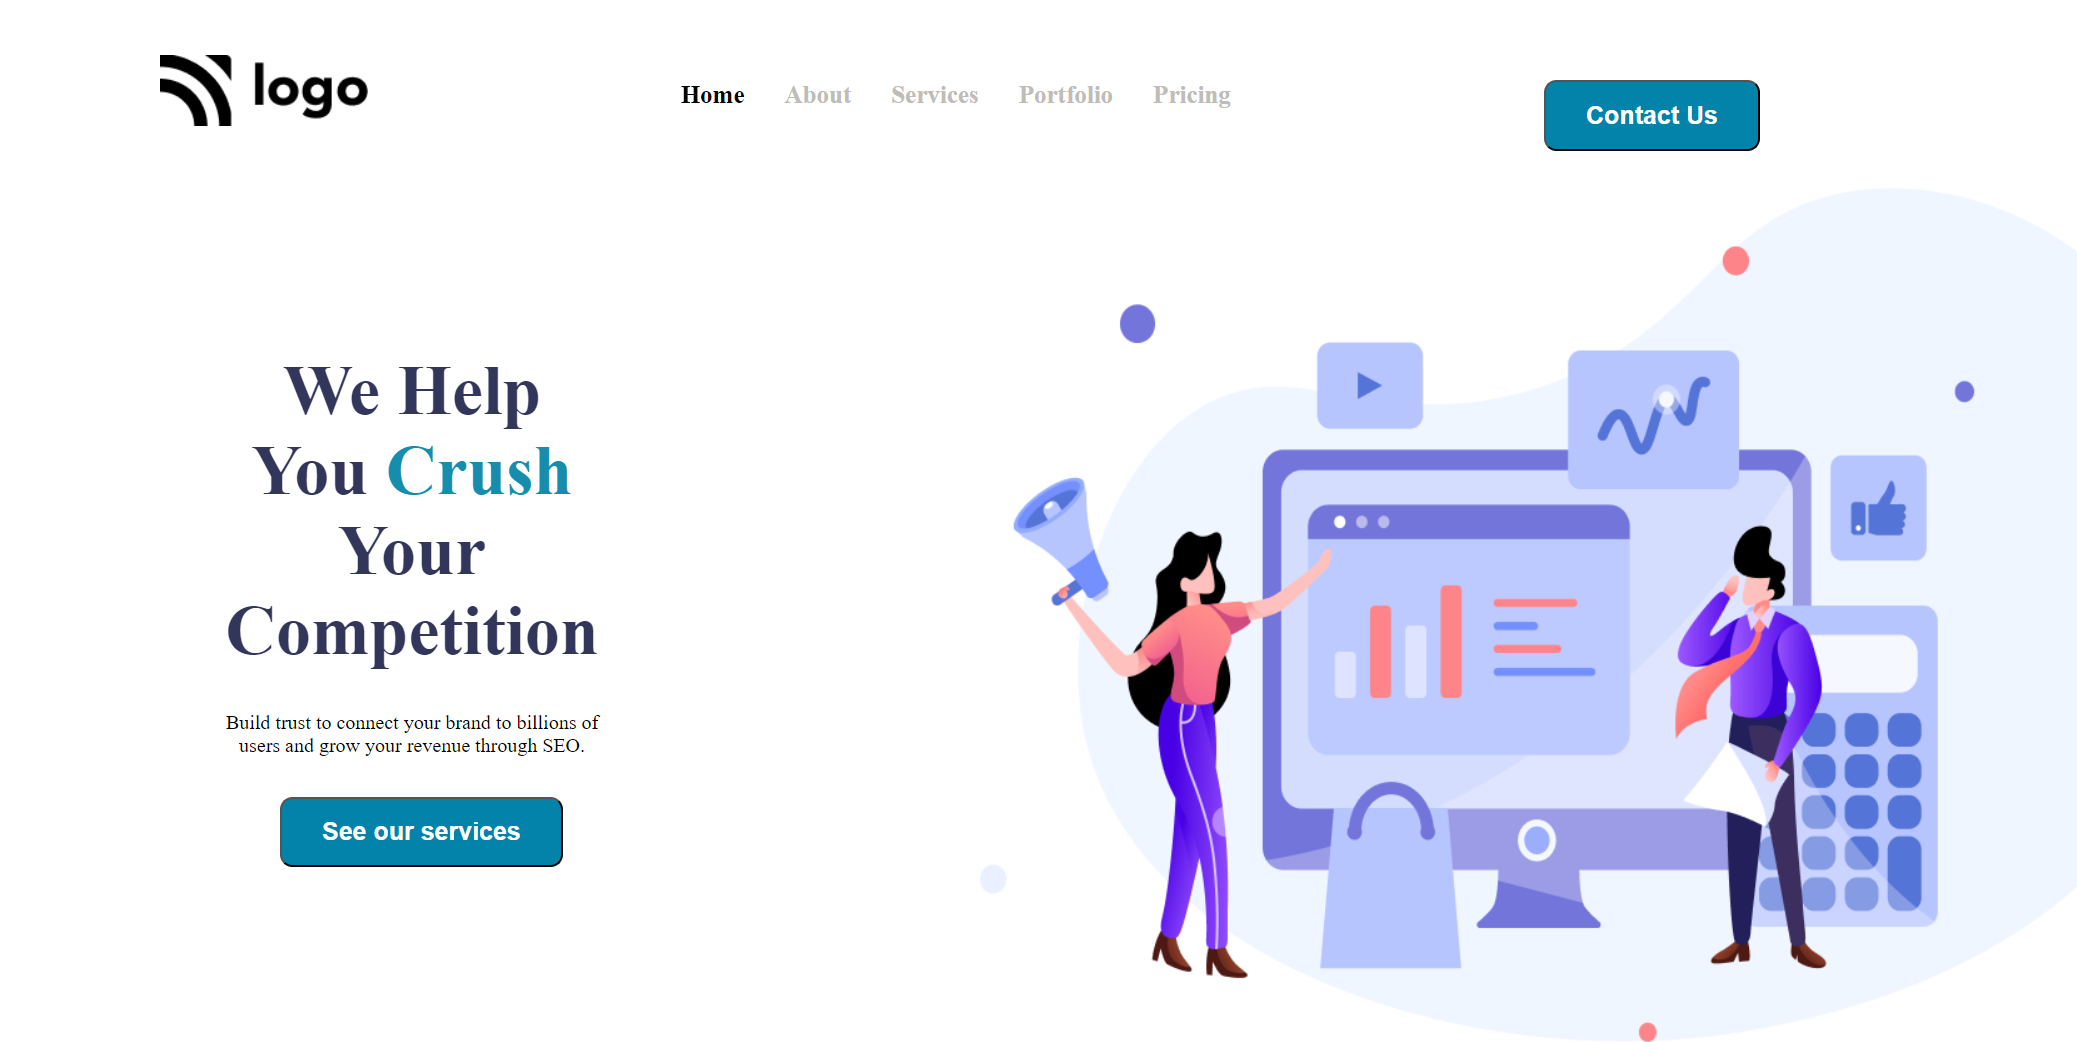 logo
Home About Services Portfolio Pricing
Contact Us
We Help
You Crush
Your
Competition
Build trust to connect your brand to billions of
users and grow your revenue through SEO.
See our services